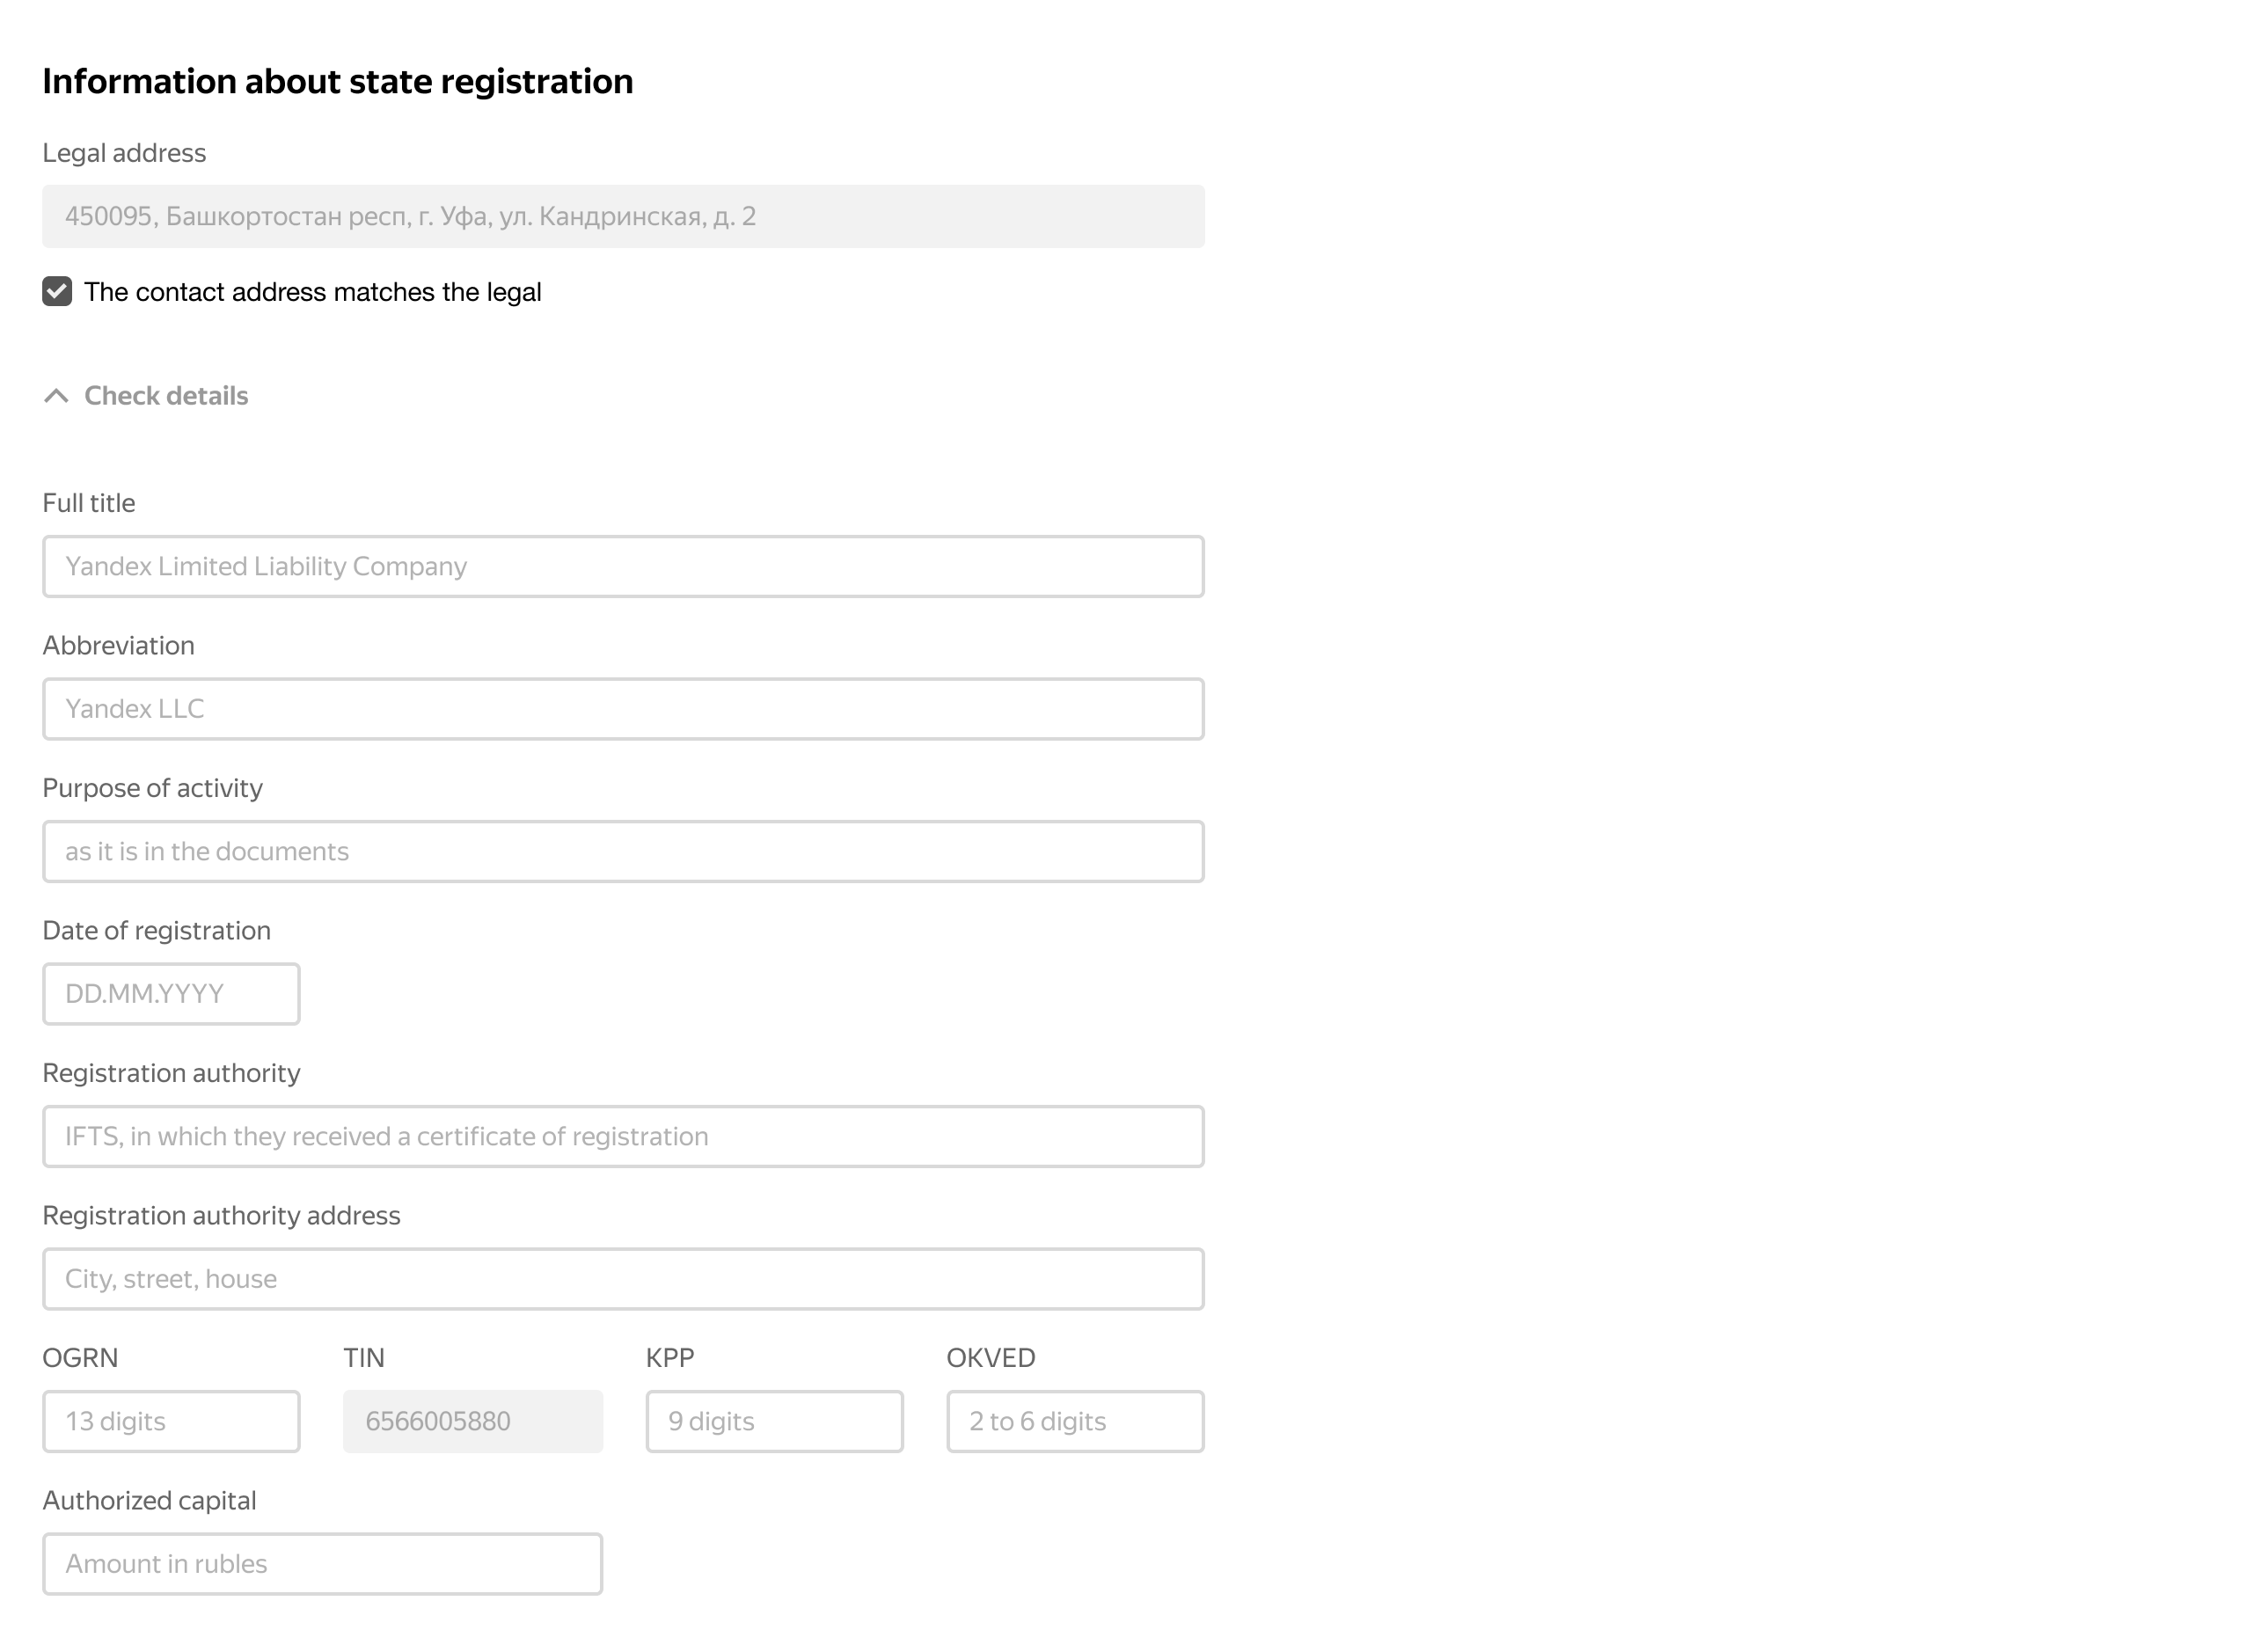 Information about state registration
Legal address
450095, Башкортостан респ, г. Уфа, ул. Кандринская, д. 2
The contact address matches the legal
Check details
Full title
Yandex Limited Liability Company
Abbreviation
Yandex LLC
Purpose of activity
as it is in the documents
Date of registration
DD.MM.YYYY
Registration authority
IFTS, in which they received a certificate of registration
Registration authority address
City, street, house
OGRN TIN KPP OKVED
13 digits 6566005880 9 digits 2 to 6 digits
Authorized capital
Amount in rubles